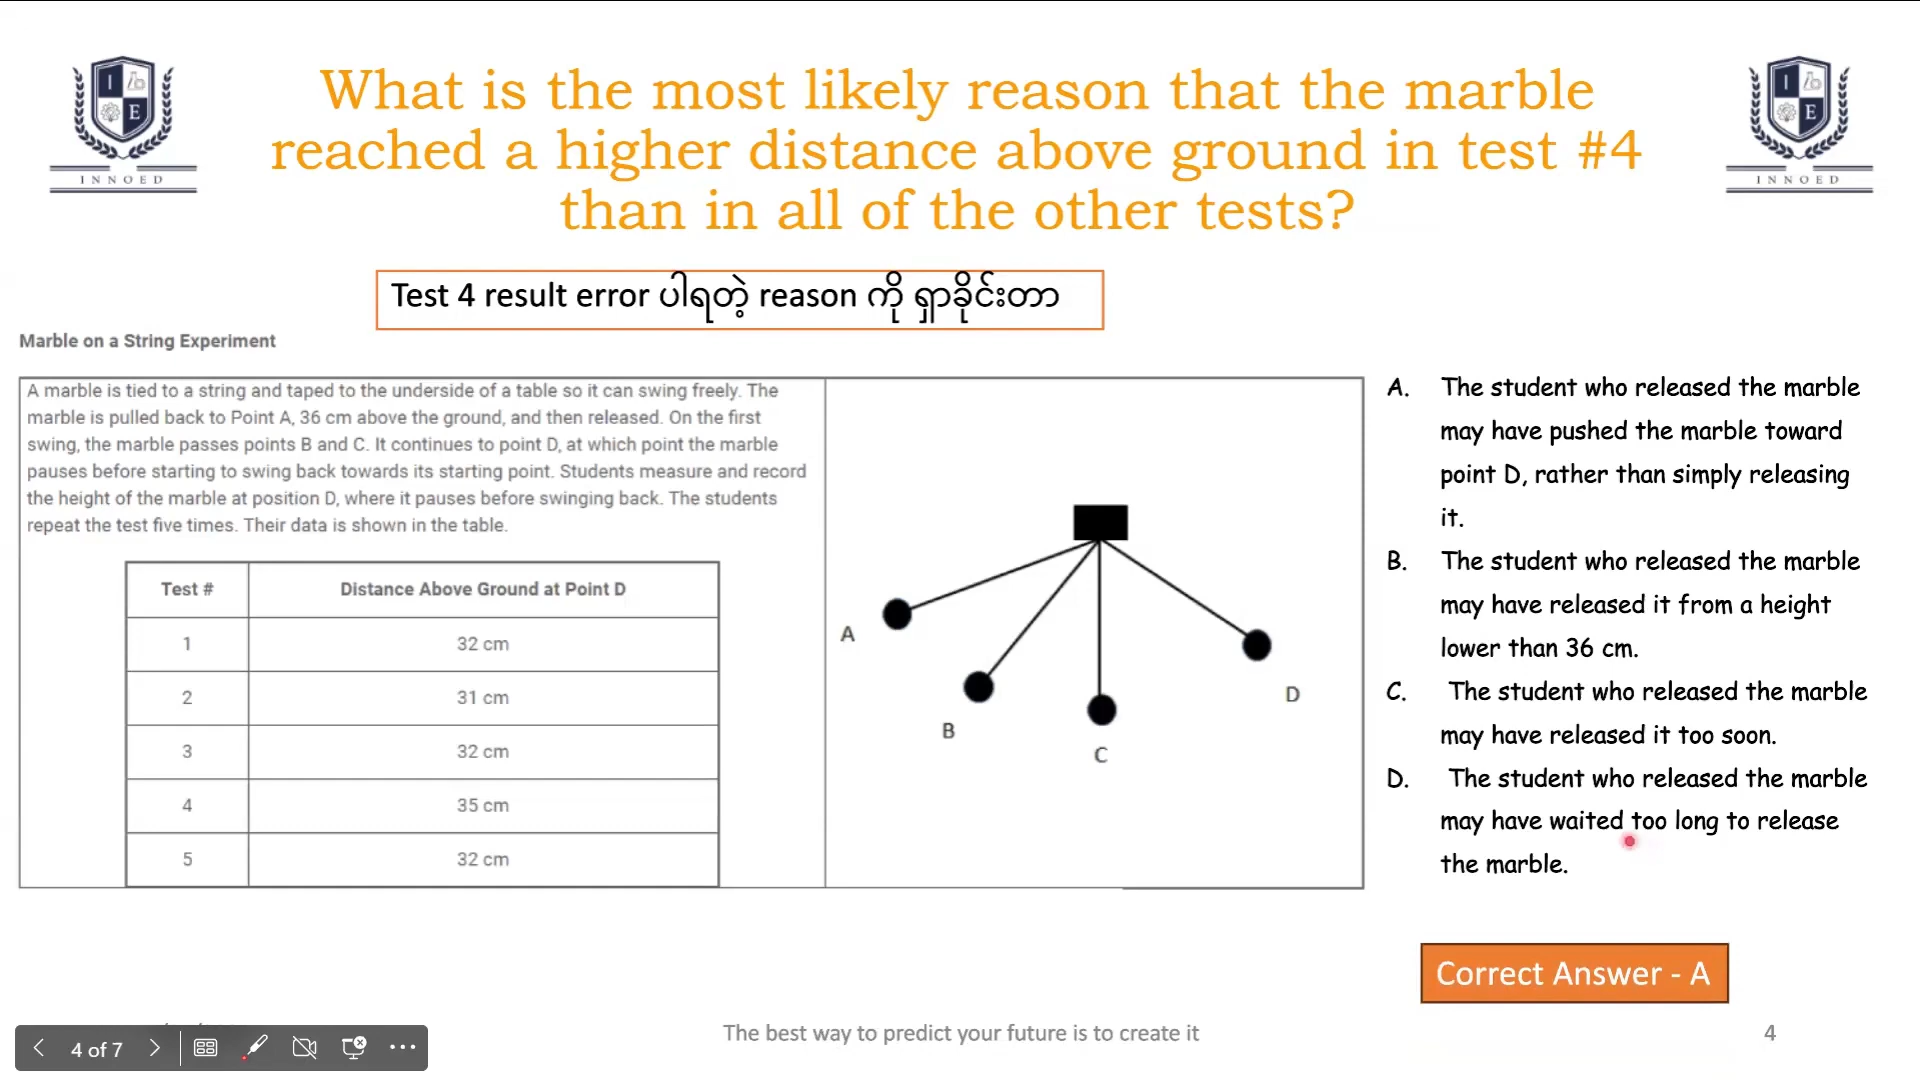 I
E
INNOED
What is the most likely reason that the marble
reached a higher distance above ground in test #4
than in all of the other tests?
I
E
INNOED
Test 4 result error ပါရတဲ့ reason ကို ရှာခိုင်းတာ
Marble on a String Experiment
A marble is tied to a string and taped to the underside of a table so it can swing freely. The
marble is pulled back to Point A, 36 cm above the ground, and then released. On the first
swing, the marble passes points B and C. It continues to point D, at which point the marble
pauses before starting to swing back towards its starting point. Students measure and record
the height of the marble at position D, where it pauses before swinging back. The students
repeat the test five times. Their data is shown in the table.
Test # Distance Above Ground at Point D
1 32 cm
2 31 cm
3 32 cm
4 35 cm
5 32 cm
A
B
C
D
A. The student who released the marble
may have pushed the marble toward
point D, rather than simply releasing
it.
B. The student who released the marble
may have released it from a height
lower than 36 cm.
C. The student who released the marble
may have released it too soon.
D. The student who released the marble
may have waited too long to release
the marble.
Correct Answer - A
4 of 7
The best way to predict your future is to create it
4